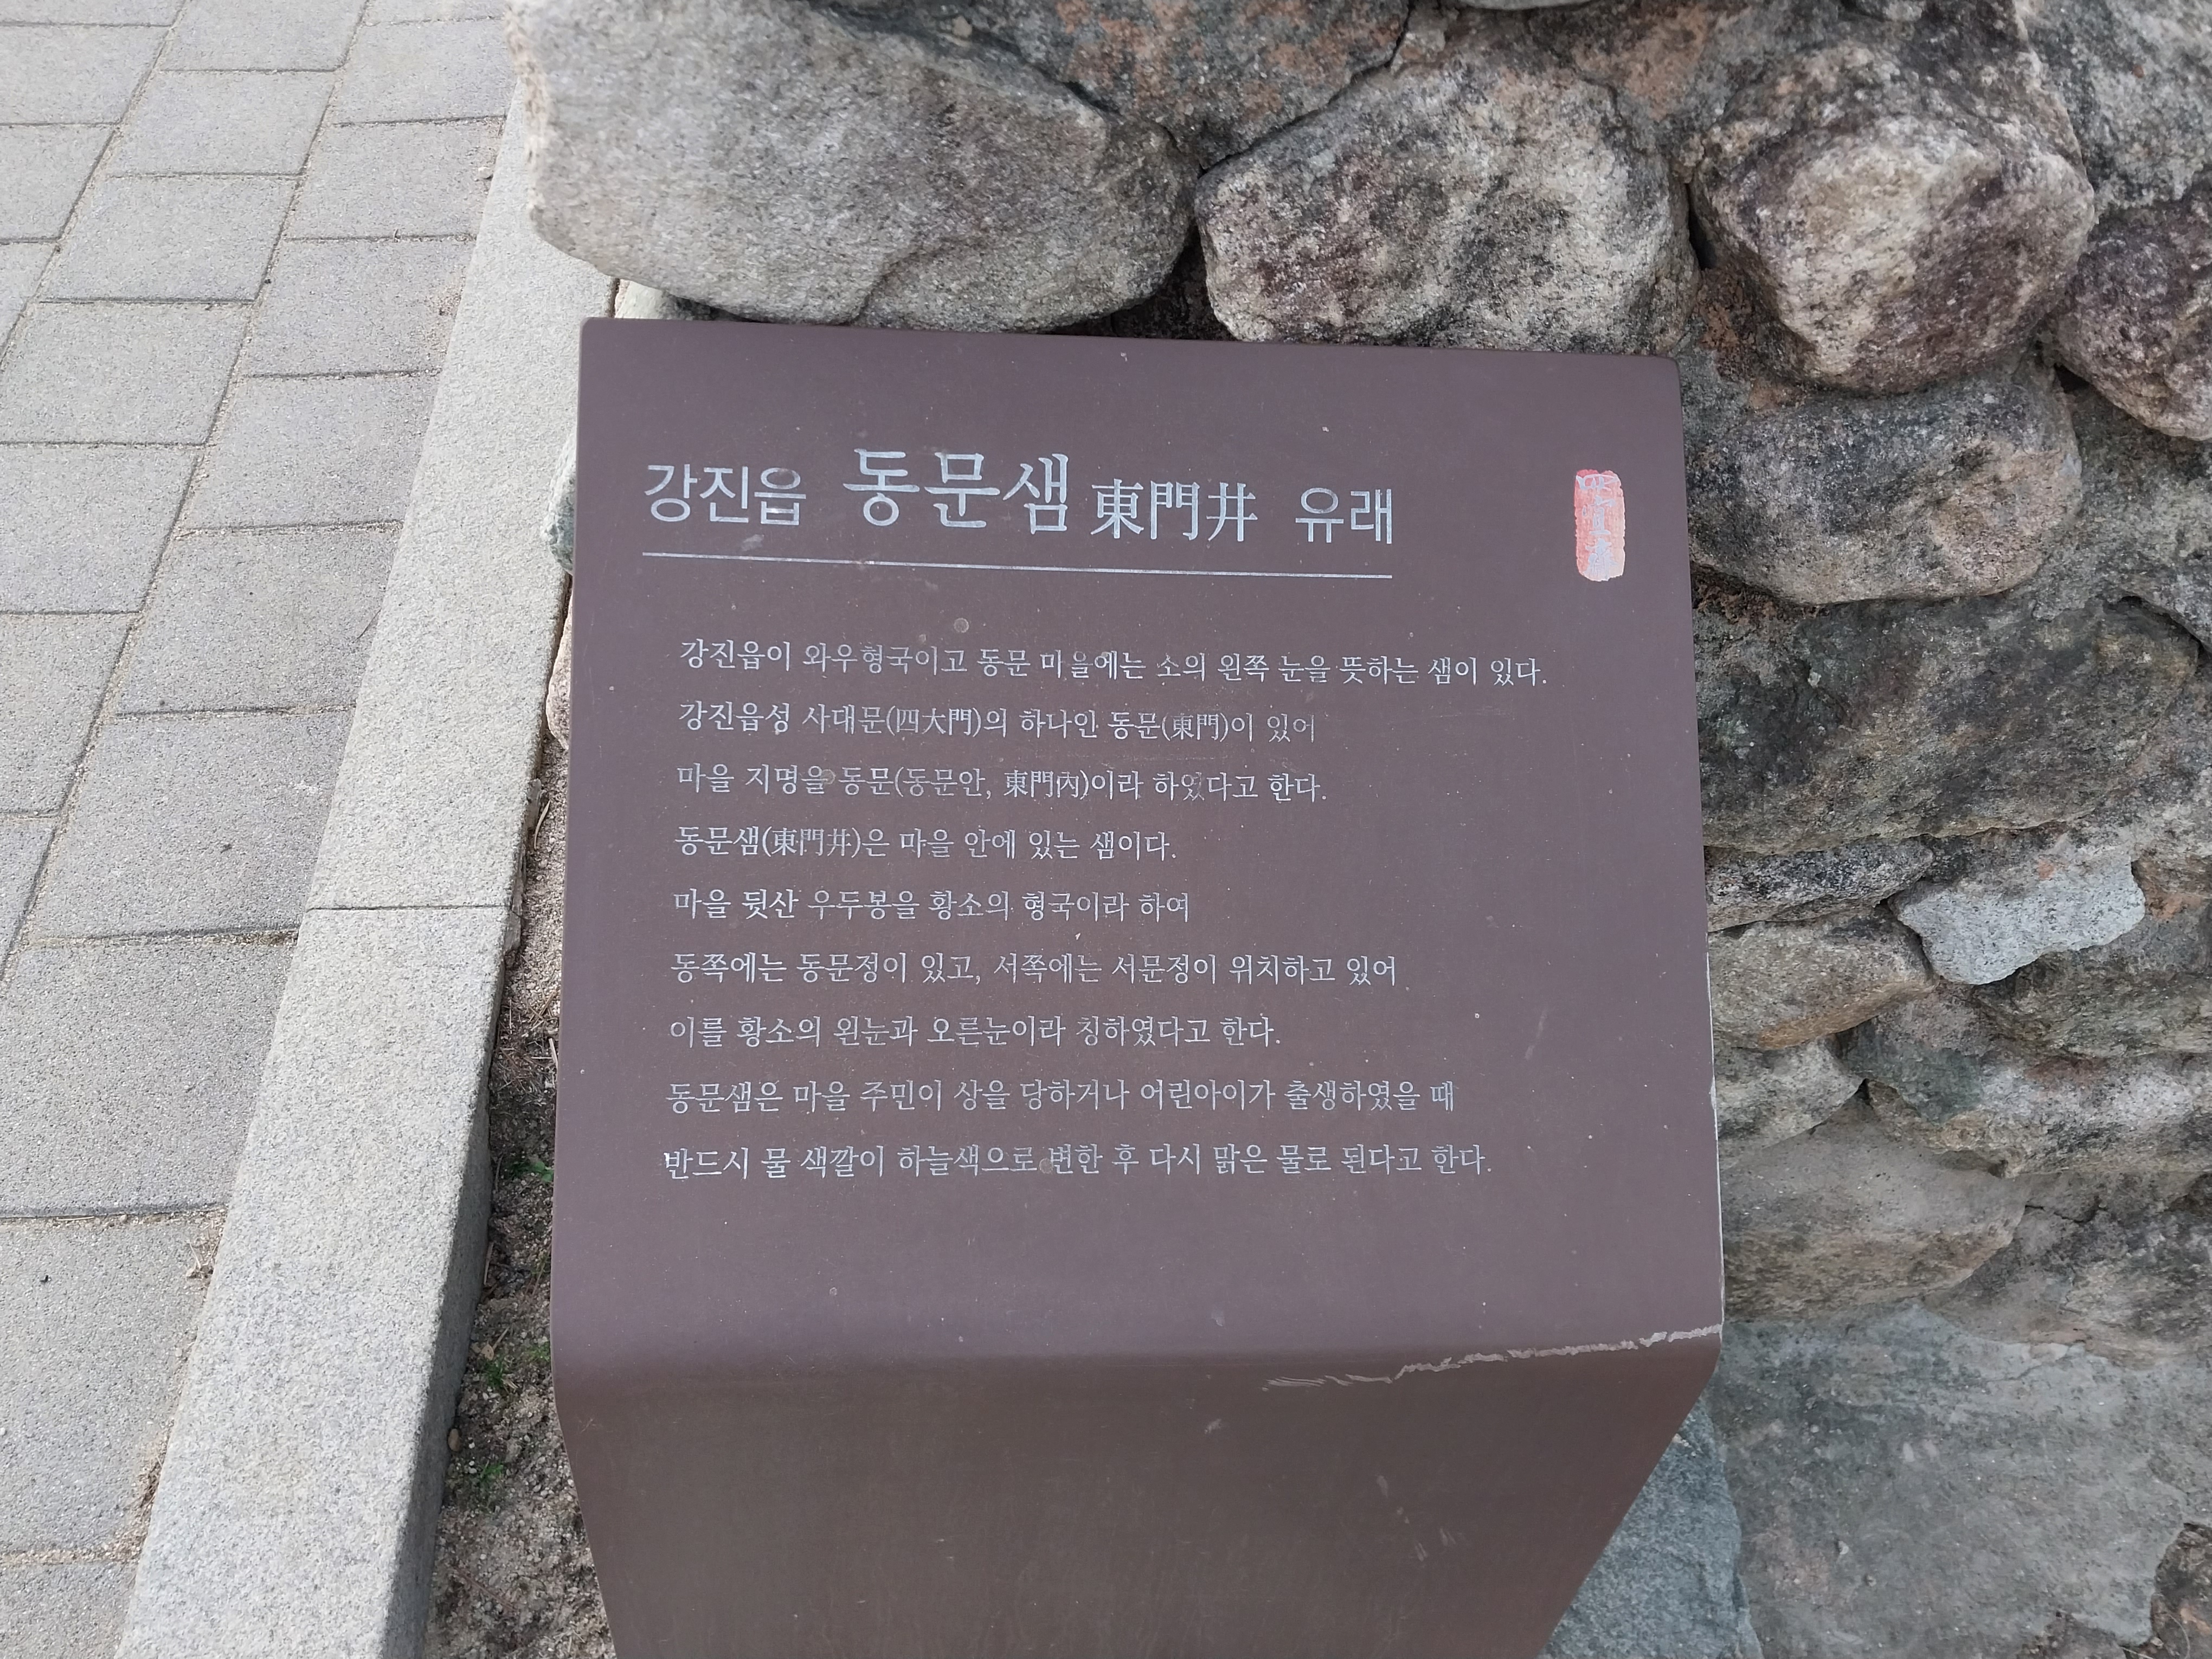 강진읍 동문샘 東門井 유래
강진읍이 와우형국이고 동문 마을에는 소의 왼쪽 눈을 뜻하는 샘이 있다.
강진읍성 사대문(四大門)의 하나인 동문(東門)이 있어
마을 지명을 동문(동문안, 東門內)이라 하였다고 한다.
동문샘(東門井)은 마을 안에 있는 샘이다.
마을 뒷산 우두봉을 황소의 형국이라 하여
동쪽에는 동문정이 있고, 서쪽에는 서문정이 위치하고 있어
이를 황소의 왼눈과 오른눈이라 칭하였다고 한다.
동문샘은 마을 주민이 상을 당하거나 어린아이가 출생하였을 때
반드시 물 색깔이 하늘색으로 변한 후 다시 맑은 물로 된다고 한다.